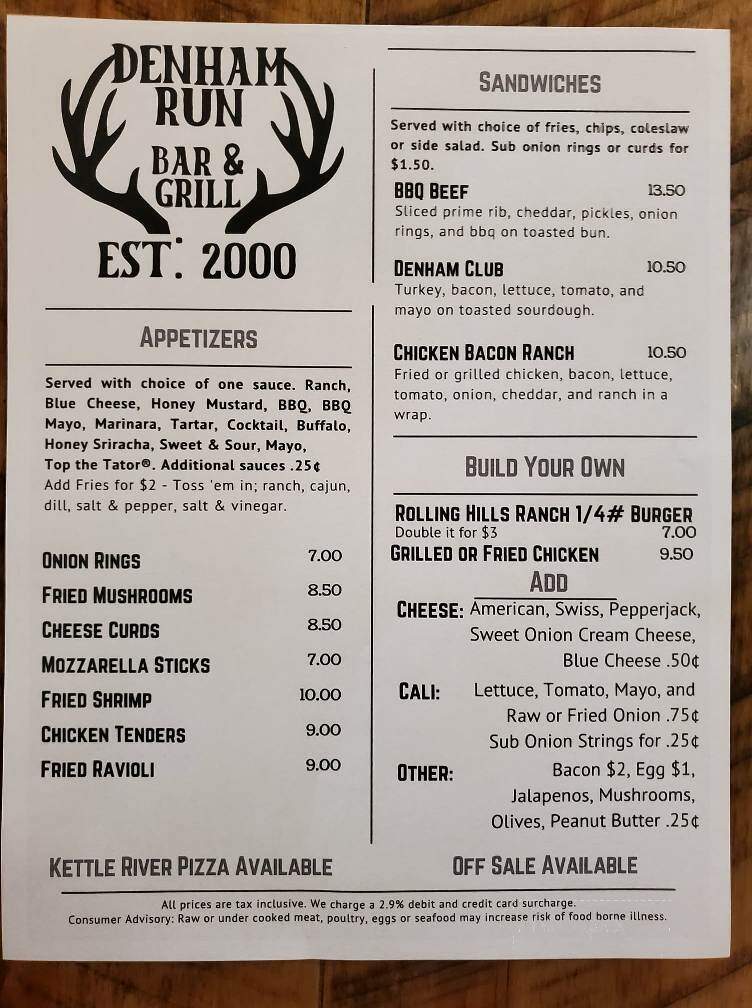 DENHAM
RUN
BAR &
GRILL
EST. 2000
APPETIZERS
Served with choice of one sauce. Ranch,
Blue Cheese, Honey Mustard, BBQ, BBQ
Mayo, Marinara, Tartar, Cocktail, Buffalo,
Honey Sriracha, Sweet & Sour, Mayo,
Top the Tator®. Additional sauces .25¢
Add Fries for $2 - Toss 'em in; ranch, cajun,
dill, salt & pepper, salt & vinegar.
ONION RINGS 7.00
FRIED MUSHROOMS 8.50
CHEESE CURDS 8.50
MOZZARELLA STICKS 7.00
FRIED SHRIMP 10.00
CHICKEN TENDERS 9.00
FRIED RAVIOLI 9.00
KETTLE RIVER PIZZA AVAILABLE
SANDWICHES
Served with choice of fries, chips, coleslaw
or side salad. Sub onion rings or curds for
$1.50.
BBQ BEEF 13.50
Sliced prime rib, cheddar, pickles, onion
rings, and bbq on toasted bun.
DENHAM CLUB 10.50
Turkey, bacon, lettuce, tomato, and
mayo on toasted sourdough.
CHICKEN BACON RANCH 10.50
Fried or grilled chicken, bacon, lettuce,
tomato, onion, cheddar, and ranch in a
wrap.
BUILD YOUR OWN
ROLLING HILLS RANCH 1/4# BURGER
Double it for $3 7.00
GRILLED OR FRIED CHICKEN 9.50
ADD
CHEESE: American, Swiss, Pepperjack,
Sweet Onion Cream Cheese,
Blue Cheese .50¢
CALI: Lettuce, Tomato, Mayo, and
Raw or Fried Onion .75¢
Sub Onion Strings for .25¢
OTHER: Bacon $2, Egg $1,
Jalapenos, Mushrooms,
Olives, Peanut Butter .25¢
OFF SALE AVAILABLE
All prices are tax inclusive. We charge a 2.9% debit and credit card surcharge.
Consumer Advisory: Raw or under cooked meat, poultry, eggs or seafood may increase risk of food borne illness.